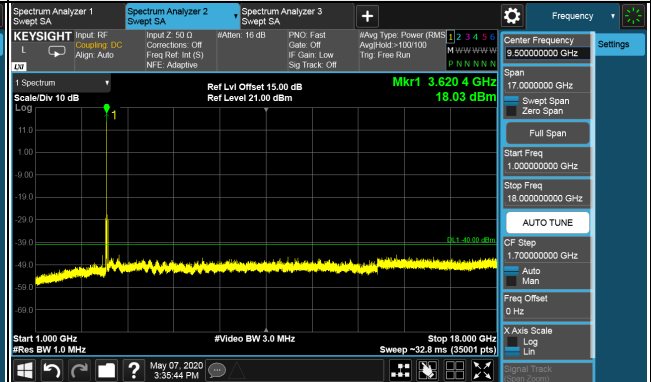 Spectrum Analyzer 1
Swept SA
Spectrum Analyzer 2
Swept SA
Spectrum Analyzer 3
Swept SA
Frequency
KEYSIGHT
L
LXI
Input: RF
Coupling: DC
Align: Auto
Input Z: 50 Ω
Corrections: Off
Freq Ref: Int (S)
NFE: Adaptive
#Atten: 16 dB
PNO: Fast
Gate: Off
IF Gain: Low
Sig Track: Off
#Avg Type: Power (RMS
Avg|Hold:>100/100
Trig: Free Run
1 2 3 4 5 6
M W W W W W
P N N N N N
1 Spectrum
Scale/Div 10 dB
Ref Lvl Offset 15.00 dB
Ref Level 21.00 dBm
Mkr1 3.620 4 GHz
18.03 dBm
Log
1
11.0
1.00
-9.00
-19.0
-29.0
-39.0
-49.0
-59.0
-69.0
DL1 -40.00 dBm
Start 1.000 GHz
#Res BW 1.0 MHz
#Video BW 3.0 MHz
Stop 18.000 GHz
Sweep ~32.8 ms (35001 pts)
May 07, 2020
3:35:44 PM
Center Frequency
9.500000000 GHz
Settings
Span
17.0000000 GHz
Swept Span
Zero Span
Full Span
Start Freq
1.000000000 GHz
Stop Freq
18.000000000 GHz
AUTO TUNE
CF Step
1.700000000 GHz
Auto
Man
Freq Offset
0 Hz
X Axis Scale
Log
Lin
Signal Track
(Span Zoom)